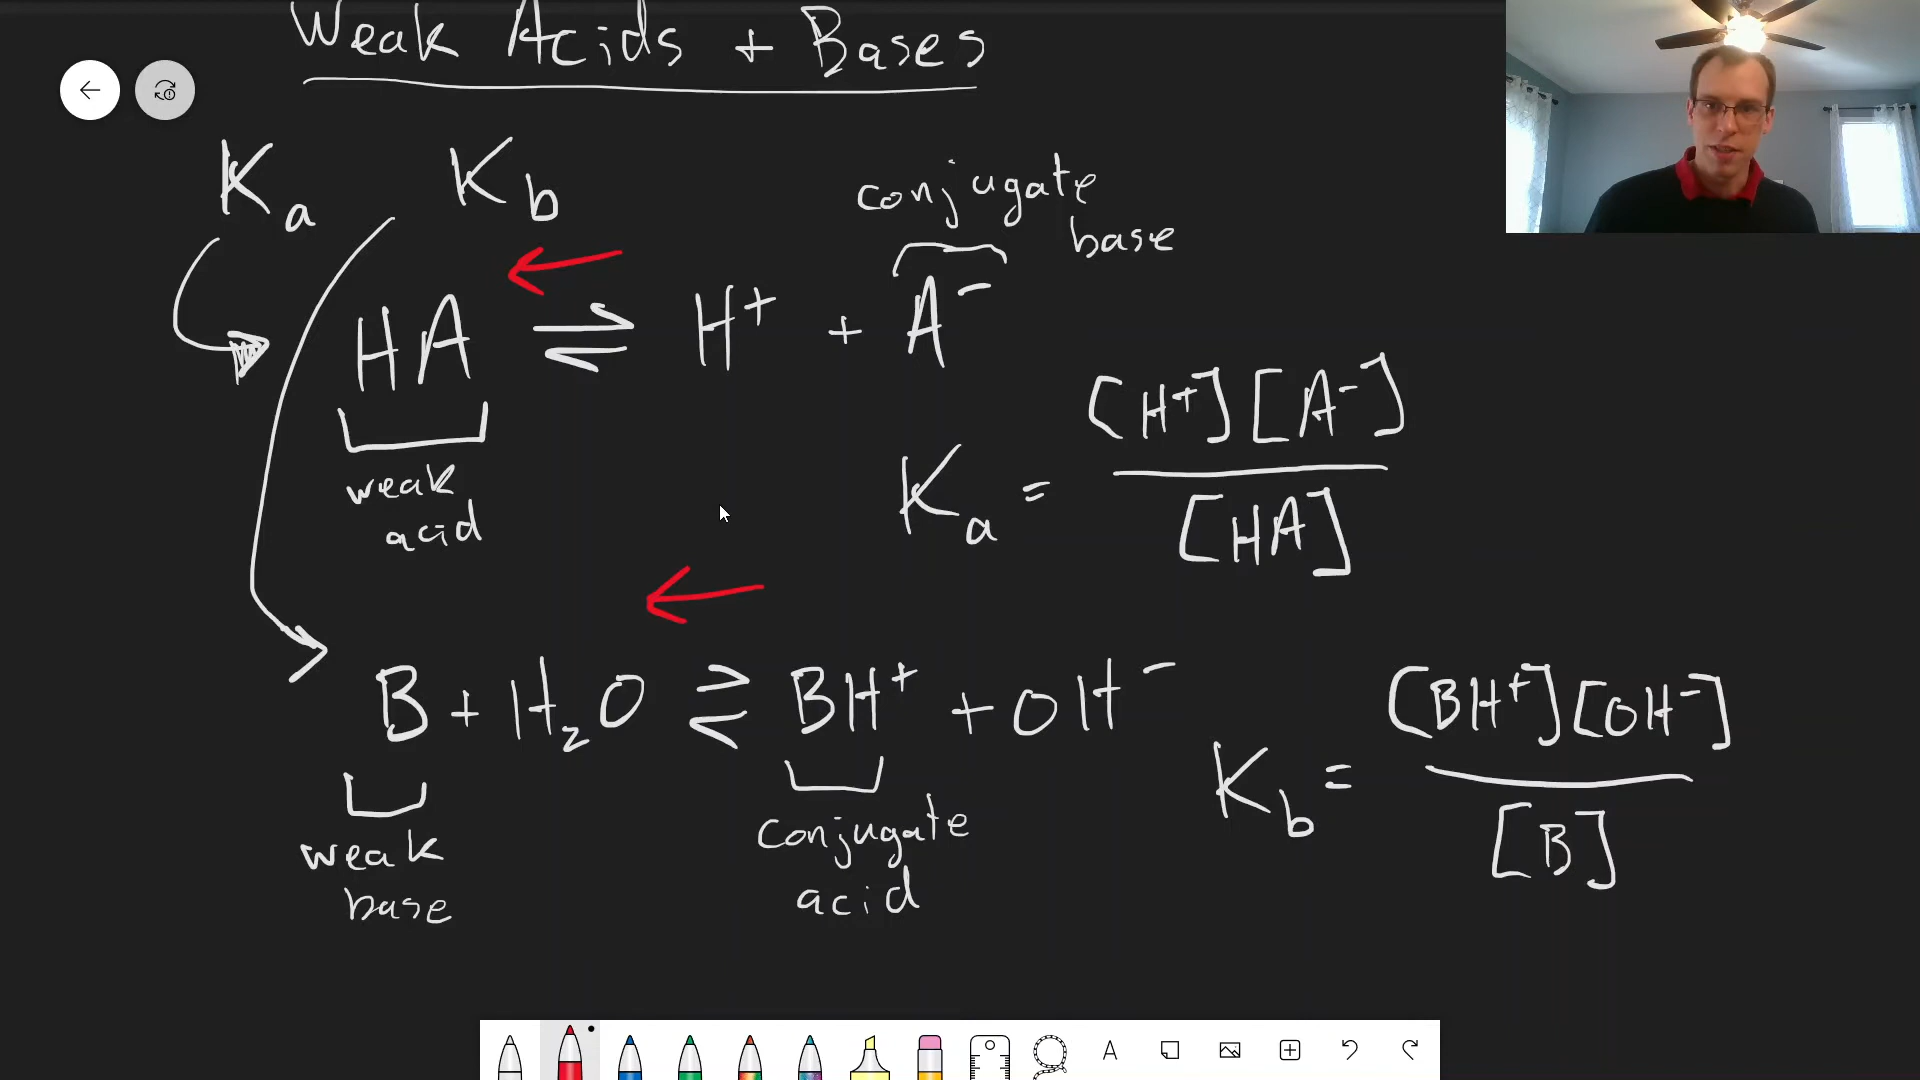 Weak Acids + Bases
Ka Kb
conjugate
base
HA ⇌ H⁺ + A⁻
weak
acid
Ka = [H⁺][A⁻] / [HA]
B + H₂O ⇌ BH⁺ + OH⁻
Kb = [BH⁺][OH⁻] / [B]
weak
base
conjugate
acid
A